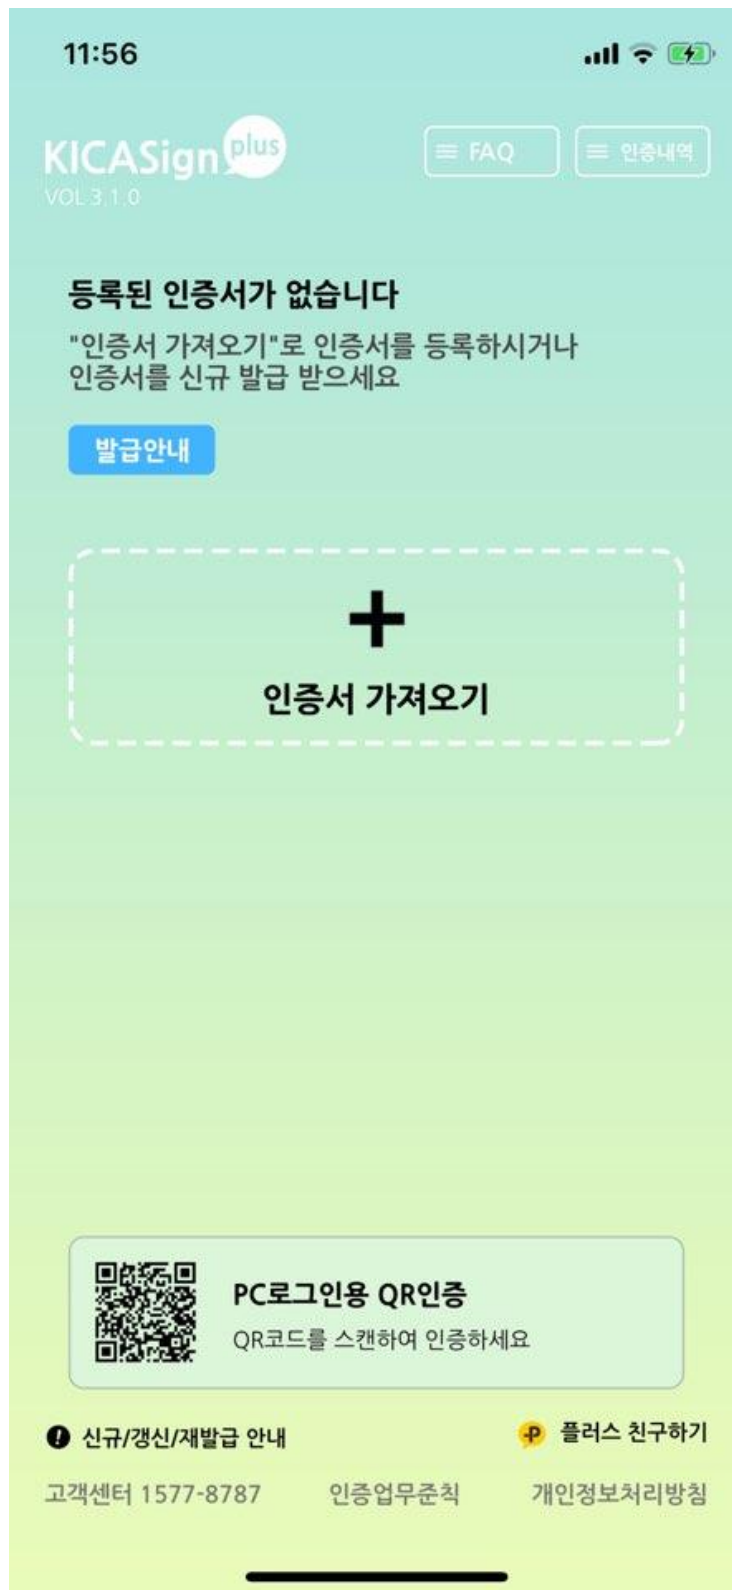 11:56
KICASign plus
VOL 3.1.0
FAQ
인증내역
등록된 인증서가 없습니다
"인증서 가져오기"로 인증서를 등록하시거나
인증서를 신규 발급 받으세요
발급안내
+
인증서 가져오기
PC로그인용 QR인증
QR코드를 스캔하여 인증하세요
신규/갱신/재발급 안내
플러스 친구하기
고객센터 1577-8787
인증업무준칙
개인정보처리방침